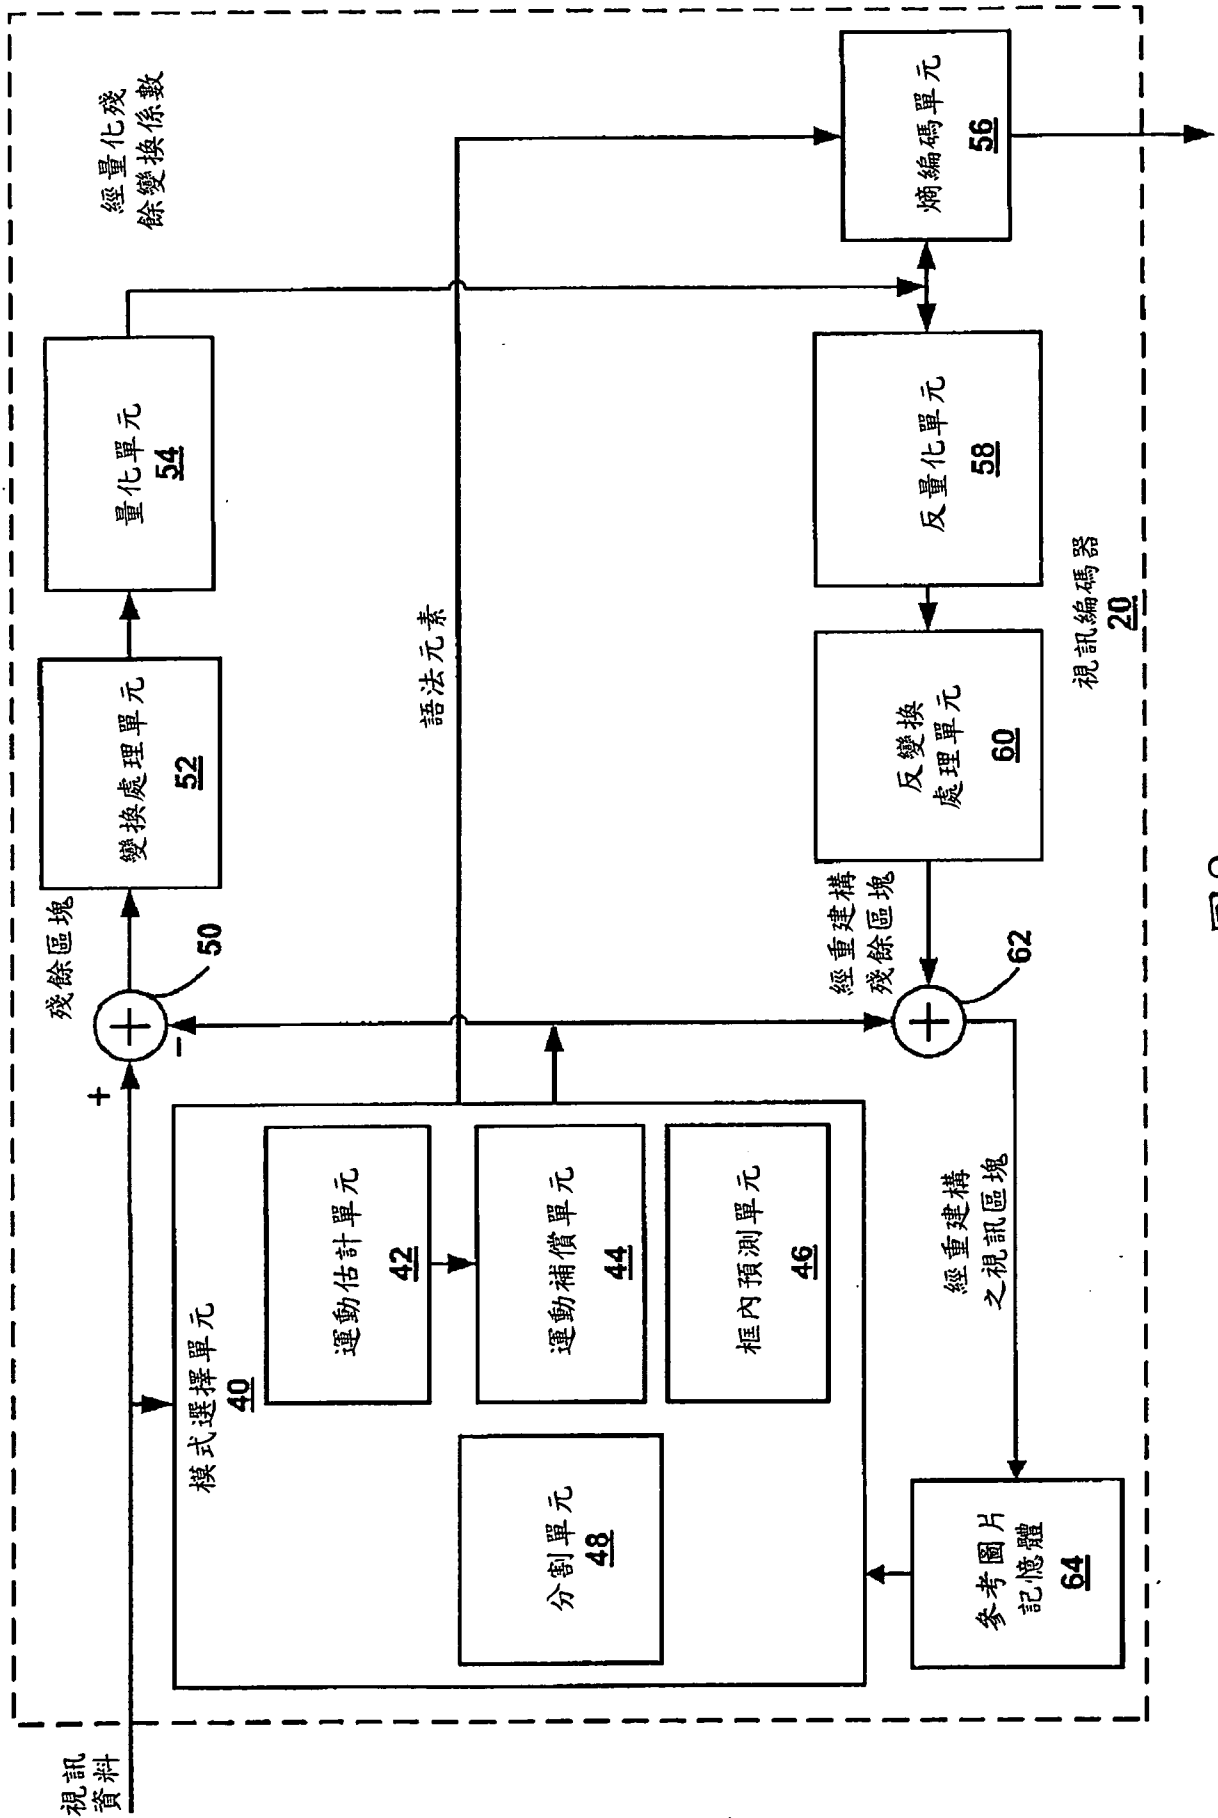 視訊
資料
+
-
殘餘區塊
50
變換處理單元
52
量化單元
54
經量化殘
餘變換係數
模式選擇單元
40
運動估計單元
42
運動補償單元
44
框內預測單元
46
分割單元
48
語法元素
熵編碼單元
56
反量化單元
58
反變換
處理單元
60
經重建構
殘餘區塊
+
+
62
經重建構
之視訊區塊
參考圖片
記憶體
64
視訊編碼器
20